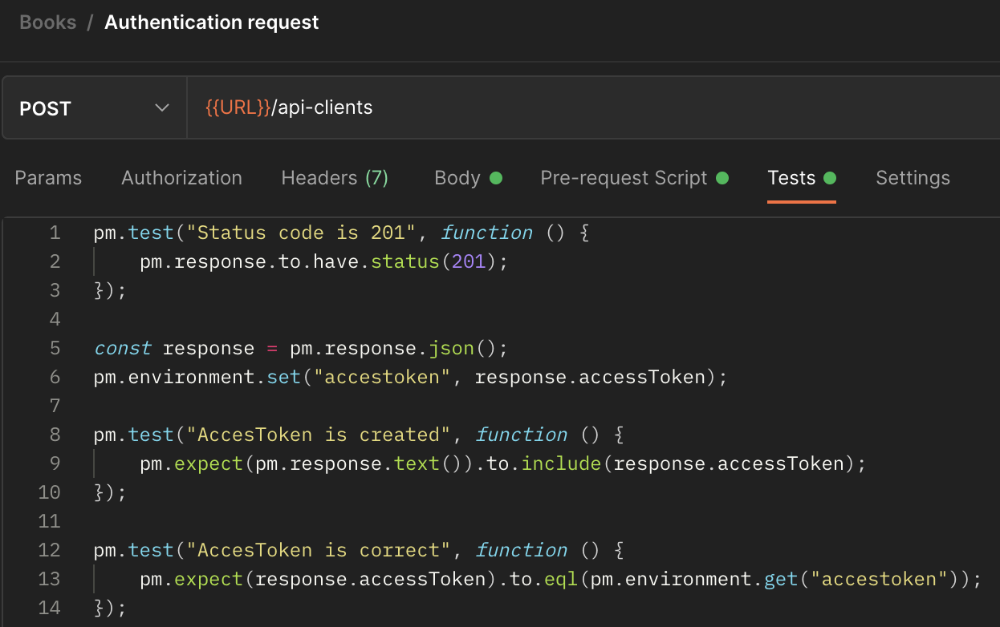 Books / Authentication request
POST {{URL}}/api-clients
Params Authorization Headers (7) Body Pre-request Script Tests Settings
1 pm.test("Status code is 201", function () {
2 pm.response.to.have.status(201);
3 });
4
5 const response = pm.response.json();
6 pm.environment.set("accestoken", response.accessToken);
7
8 pm.test("AccesToken is created", function () {
9 pm.expect(pm.response.text()).to.include(response.accessToken);
10 });
11
12 pm.test("AccesToken is correct", function () {
13 pm.expect(response.accessToken).to.eql(pm.environment.get("accestoken"));
14 });